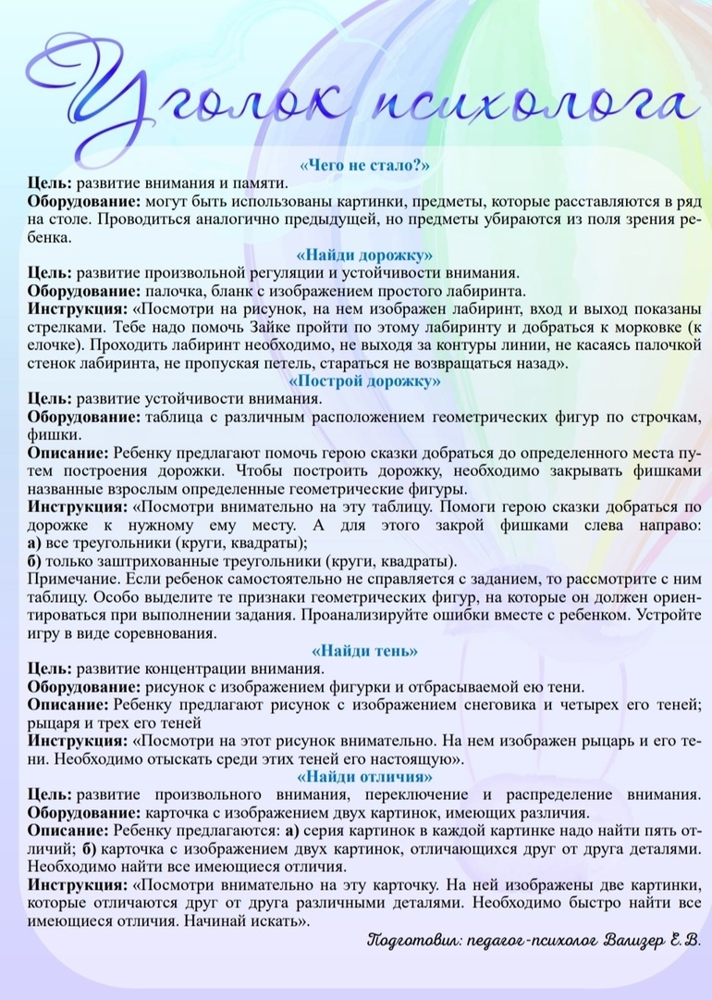 Уголок психолога
«Чего не стало?»
Цель: развитие внимания и памяти.
Оборудование: могут быть использованы картинки, предметы, которые расставляются в ряд
на столе. Проводиться аналогично предыдущей, но предметы убираются из поля зрения ре-
бенка.
«Найди дорожку»
Цель: развитие произвольной регуляции и устойчивости внимания.
Оборудование: палочка, бланк с изображением простого лабиринта.
Инструкция: «Посмотри на рисунок, на нем изображен лабиринт, вход и выход показаны
стрелками. Тебе надо помочь Зайке пройти по этому лабиринту и добраться к морковке (к
елочке). Проходить лабиринт необходимо, не выходя за контуры линии, не касаясь палочкой
стенок лабиринта, не пропуская петель, стараться не возвращаться назад».
«Построй дорожку»
Цель: развитие устойчивости внимания.
Оборудование: таблица с различным расположением геометрических фигур по строчкам,
фишки.
Описание: Ребенку предлагают помочь герою сказки добраться до определенного места пу-
тем построения дорожки. Чтобы построить дорожку, необходимо закрывать фишками
названные взрослым определенные геометрические фигуры.
Инструкция: «Посмотри внимательно на эту таблицу. Помоги герою сказки добраться по
дорожке к нужному ему месту. А для этого закрой фишками слева направо:
а) все треугольники (круги, квадраты);
б) только заштрихованные треугольники (круги, квадраты).
Примечание. Если ребенок самостоятельно не справляется с заданием, то рассмотрите с ним
таблицу. Особо выделите те признаки геометрических фигур, на которые он должен ориен-
тироваться при выполнении задания. Проанализируйте ошибки вместе с ребенком. Устройте
игру в виде соревнования.
«Найди тень»
Цель: развитие концентрации внимания.
Оборудование: рисунок с изображением фигурки и отбрасываемой ею тени.
Описание: Ребенку предлагают рисунок с изображением снеговика и четырех его теней;
рыцаря и трех его теней
Инструкция: «Посмотри на этот рисунок внимательно. На нем изображен рыцарь и его те-
ни. Необходимо отыскать среди этих теней его настоящую».
«Найди отличия»
Цель: развитие произвольного внимания, переключение и распределение внимания.
Оборудование: карточка с изображением двух картинок, имеющих различия.
Описание: Ребенку предлагаются: а) серия картинок в каждой картинке надо найти пять от-
личий; б) карточка с изображением двух картинок, отличающихся друг от друга деталями.
Необходимо найти все имеющиеся отличия.
Инструкция: «Посмотри внимательно на эту карточку. На ней изображены две картинки,
которые отличаются друг от друга различными деталями. Необходимо быстро найти все
имеющиеся отличия. Начинай искать».
Подготовил: педагог-психолог Вализер Е.В.